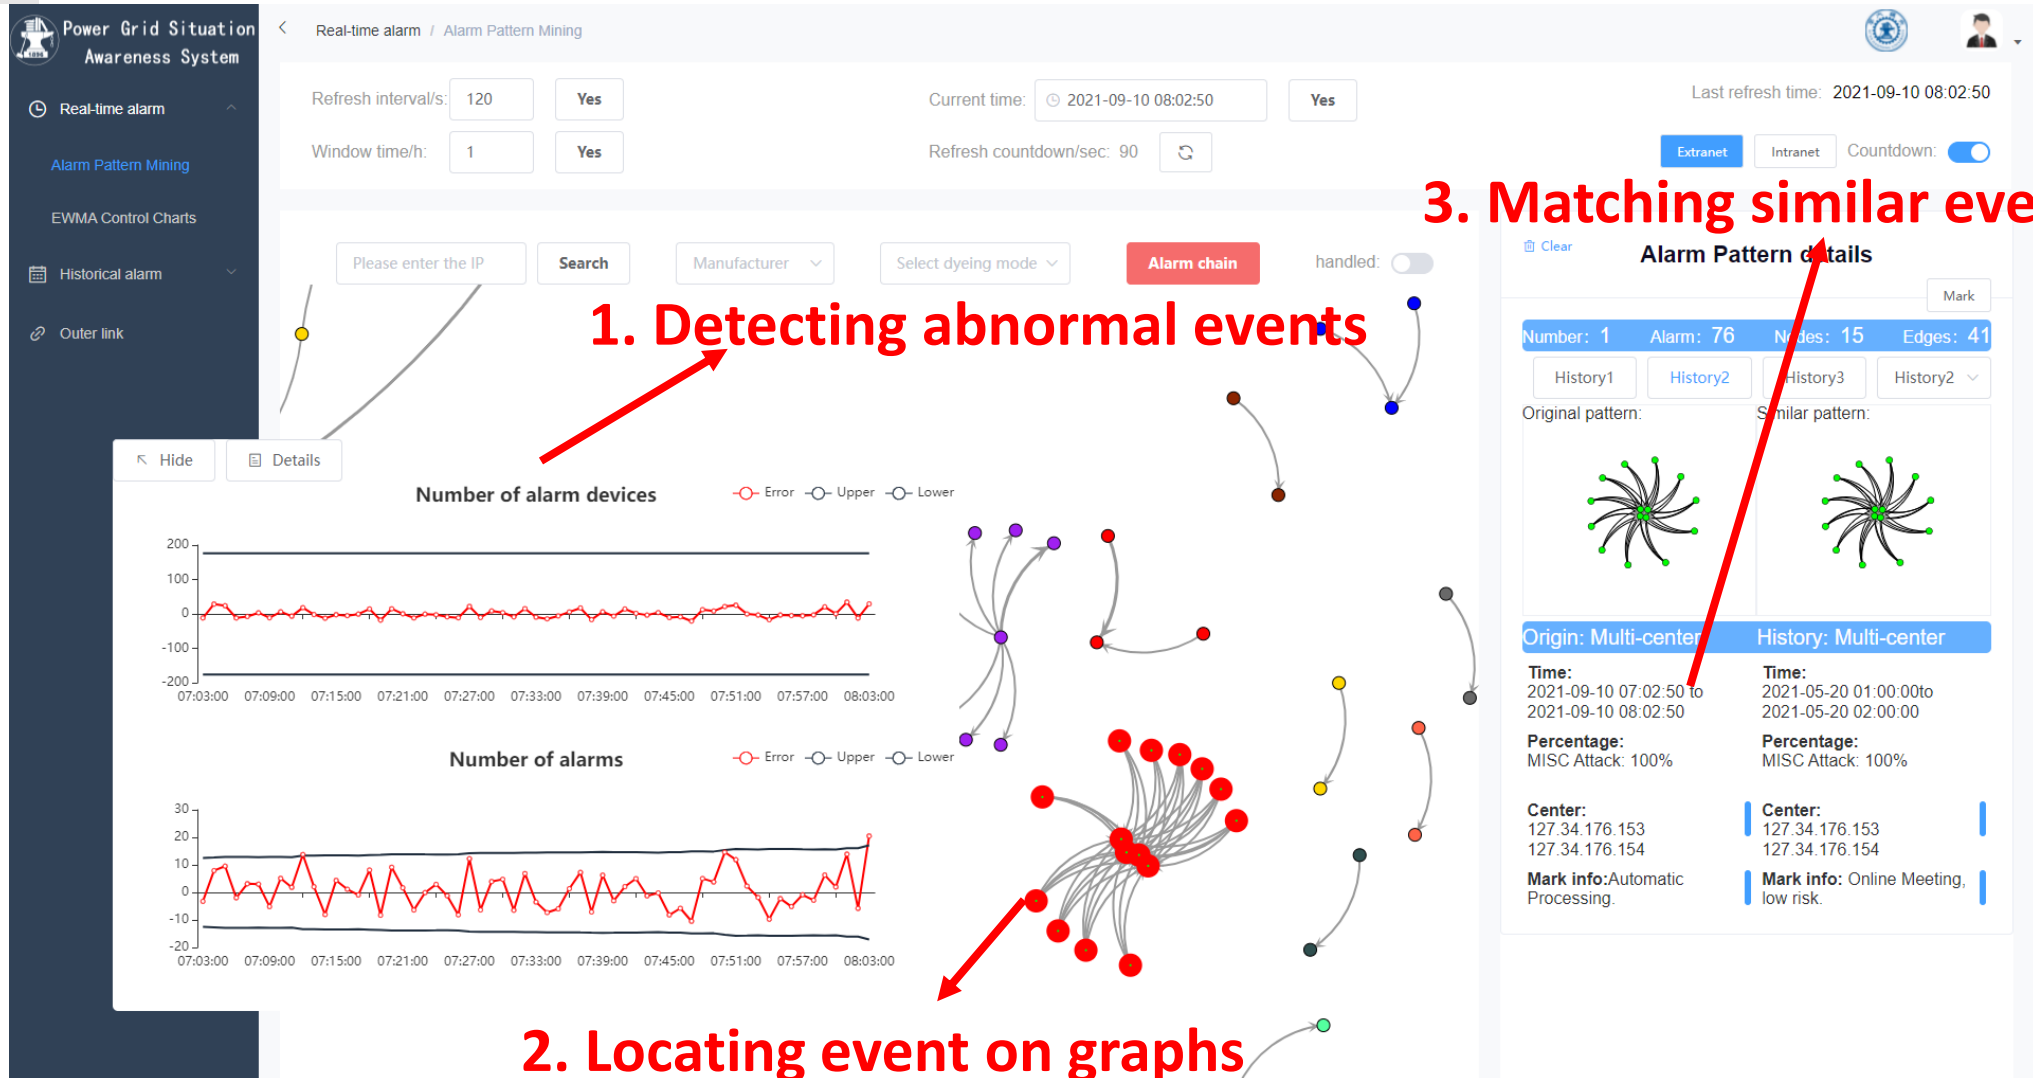 Power Grid Situation
Awareness System
1896
Real-time alarm
Alarm Pattern Mining
EWMA Control Charts
Historical alarm
Outer link
Real-time alarm / Alarm Pattern Mining
Refresh interval/s: 120 Yes
Current time: 2021-09-10 08:02:50 Yes
Last refresh time: 2021-09-10 08:02:50
Window time/h: 1 Yes
Refresh countdown/sec: 90
Extranet Intranet Countdown:
3. Matching similar eve
Please enter the IP Search Manufacturer Select dyeing mode Alarm chain handled:
1. Detecting abnormal events
Hide Details
Number of alarm devices
Error Upper Lower
200
100
0
-100
-200
07:03:00 07:09:00 07:15:00 07:21:00 07:27:00 07:33:00 07:39:00 07:45:00 07:51:00 07:57:00 08:03:00
Number of alarms
Error Upper Lower
30
20
10
0
-10
-20
07:03:00 07:09:00 07:15:00 07:21:00 07:27:00 07:33:00 07:39:00 07:45:00 07:51:00 07:57:00 08:03:00
2. Locating event on graphs
Clear
Alarm Pattern details
Mark
Number: 1 Alarm: 76 Nodes: 15 Edges: 41
History1 History2 History3 History2
Original pattern: Similar pattern:
Origin: Multi-center History: Multi-center
Time:
2021-09-10 07:02:50 to
2021-09-10 08:02:50
Percentage:
MISC Attack: 100%
Center:
127.34.176.153
127.34.176.154
Mark info:Automatic
Processing.
Time:
2021-05-20 01:00:00to
2021-05-20 02:00:00
Percentage:
MISC Attack: 100%
Center:
127.34.176.153
127.34.176.154
Mark info: Online Meeting,
low risk.